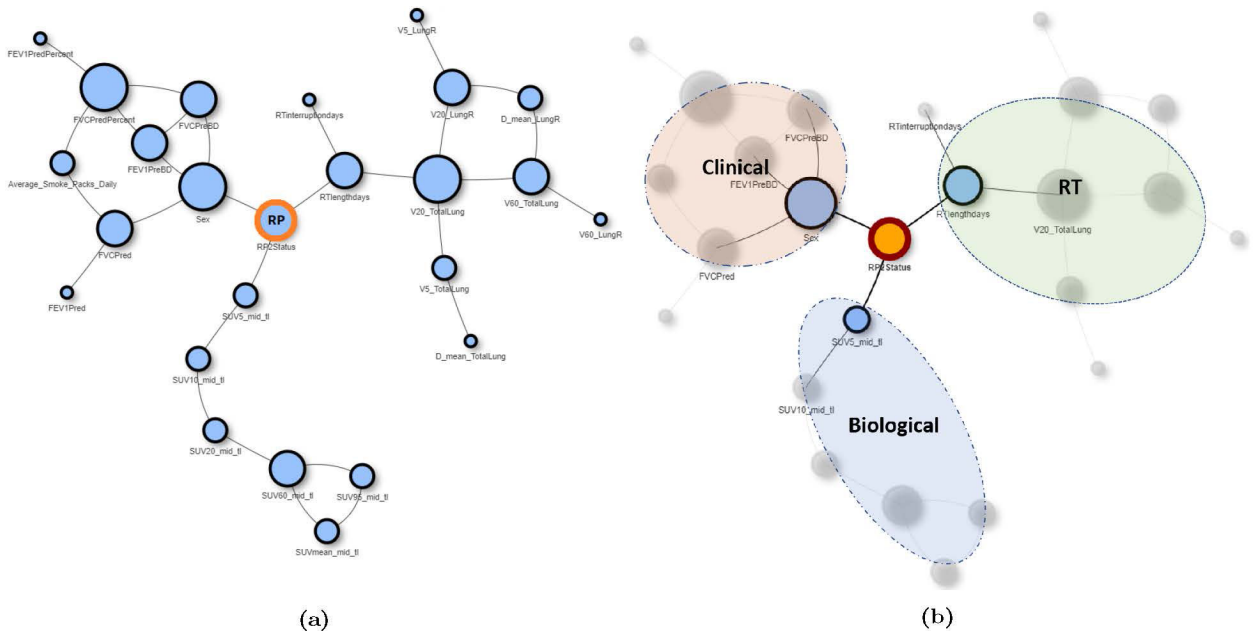 V5_LungR
FEV1PredPercent
FVCPredPercent
FVCPreBD
RTinterruptiondays
V20_LungR
D_mean_LungR
FEV1PreBD
Average_Smoke_Packs_Daily
Sex
RP
RP2Status
RTlengthdays
V20_TotalLung
V60_TotalLung
V60_LungR
FVCPred
FEV1Pred
SUV5_mid_tl
V5_TotalLung
D_mean_TotalLung
SUV10_mid_tl
SUV20_mid_tl
SUV60_mid_tl
SUV95_mid_tl
SUVmean_mid_tl
(a)
RTinterruptiondays
FVCPreBD
Clinical
FEV1PreBD
RT
RTlengthdays
V20_TotalLung
Sex
FVCPred
RP2Status
SUV5_mid_tl
SUV10_mid_tl
Biological
(b)